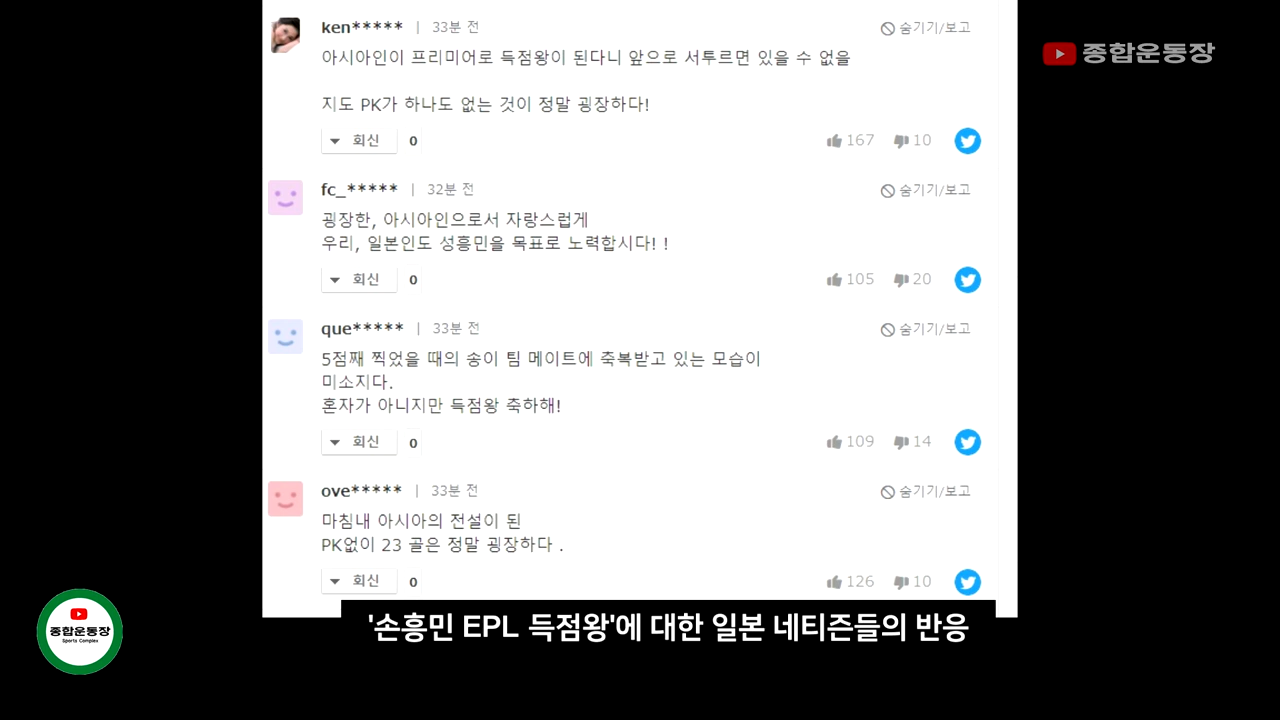 ken***** | 33분 전
숨기기/보고
아시아인이 프리미어로 득점왕이 된다니 앞으로 서투르면 있을 수 없을
지도 PK가 하나도 없는 것이 정말 굉장하다!
회신 0
167 10
fc_***** | 32분 전
숨기기/보고
굉장한, 아시아인으로서 자랑스럽게
우리, 일본인도 성흥민을 목표로 노력합시다! !
회신 0
105 20
que***** | 33분 전
숨기기/보고
5점째 찍었을 때의 송이 팀 메이트에 축복받고 있는 모습이
미소지다.
혼자가 아니지만 득점왕 축하해!
회신 0
109 14
ove***** | 33분 전
숨기기/보고
마침내 아시아의 전설이 된
PK없이 23 골은 정말 굉장하다 .
회신 0
126 10
종합운동장
종합운동장
Sports Complex
'손흥민 EPL 득점왕'에 대한 일본 네티즌들의 반응